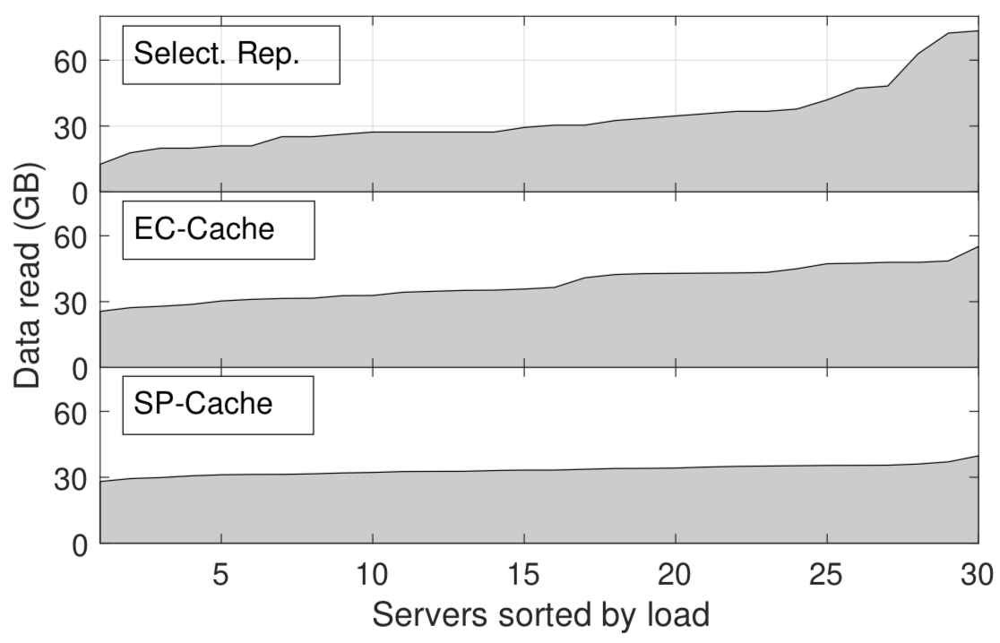 Select. Rep.
60
30
0
EC-Cache
60
30
0
SP-Cache
60
30
0
Data read (GB)
5 10 15 20 25 30
Servers sorted by load